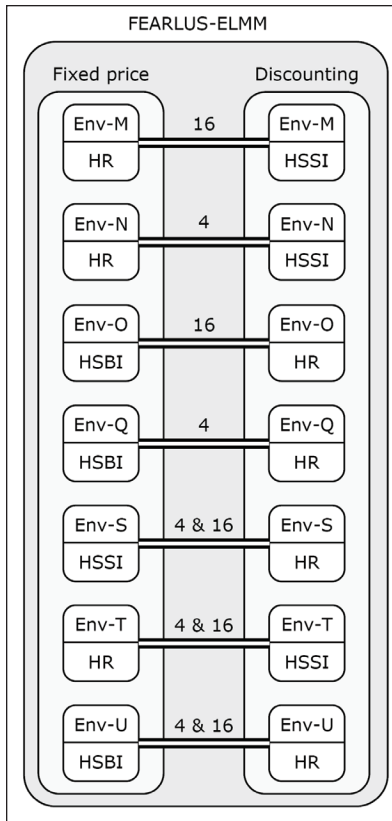 FEARLUS-ELMM
Fixed price Discounting
Env-M 16 Env-M
HR HSSI
Env-N 4 Env-N
HR HSSI
Env-O 16 Env-O
HSBI HR
Env-Q 4 Env-Q
HSBI HR
Env-S 4 & 16 Env-S
HSSI HR
Env-T 4 & 16 Env-T
HR HSSI
Env-U 4 & 16 Env-U
HSBI HR